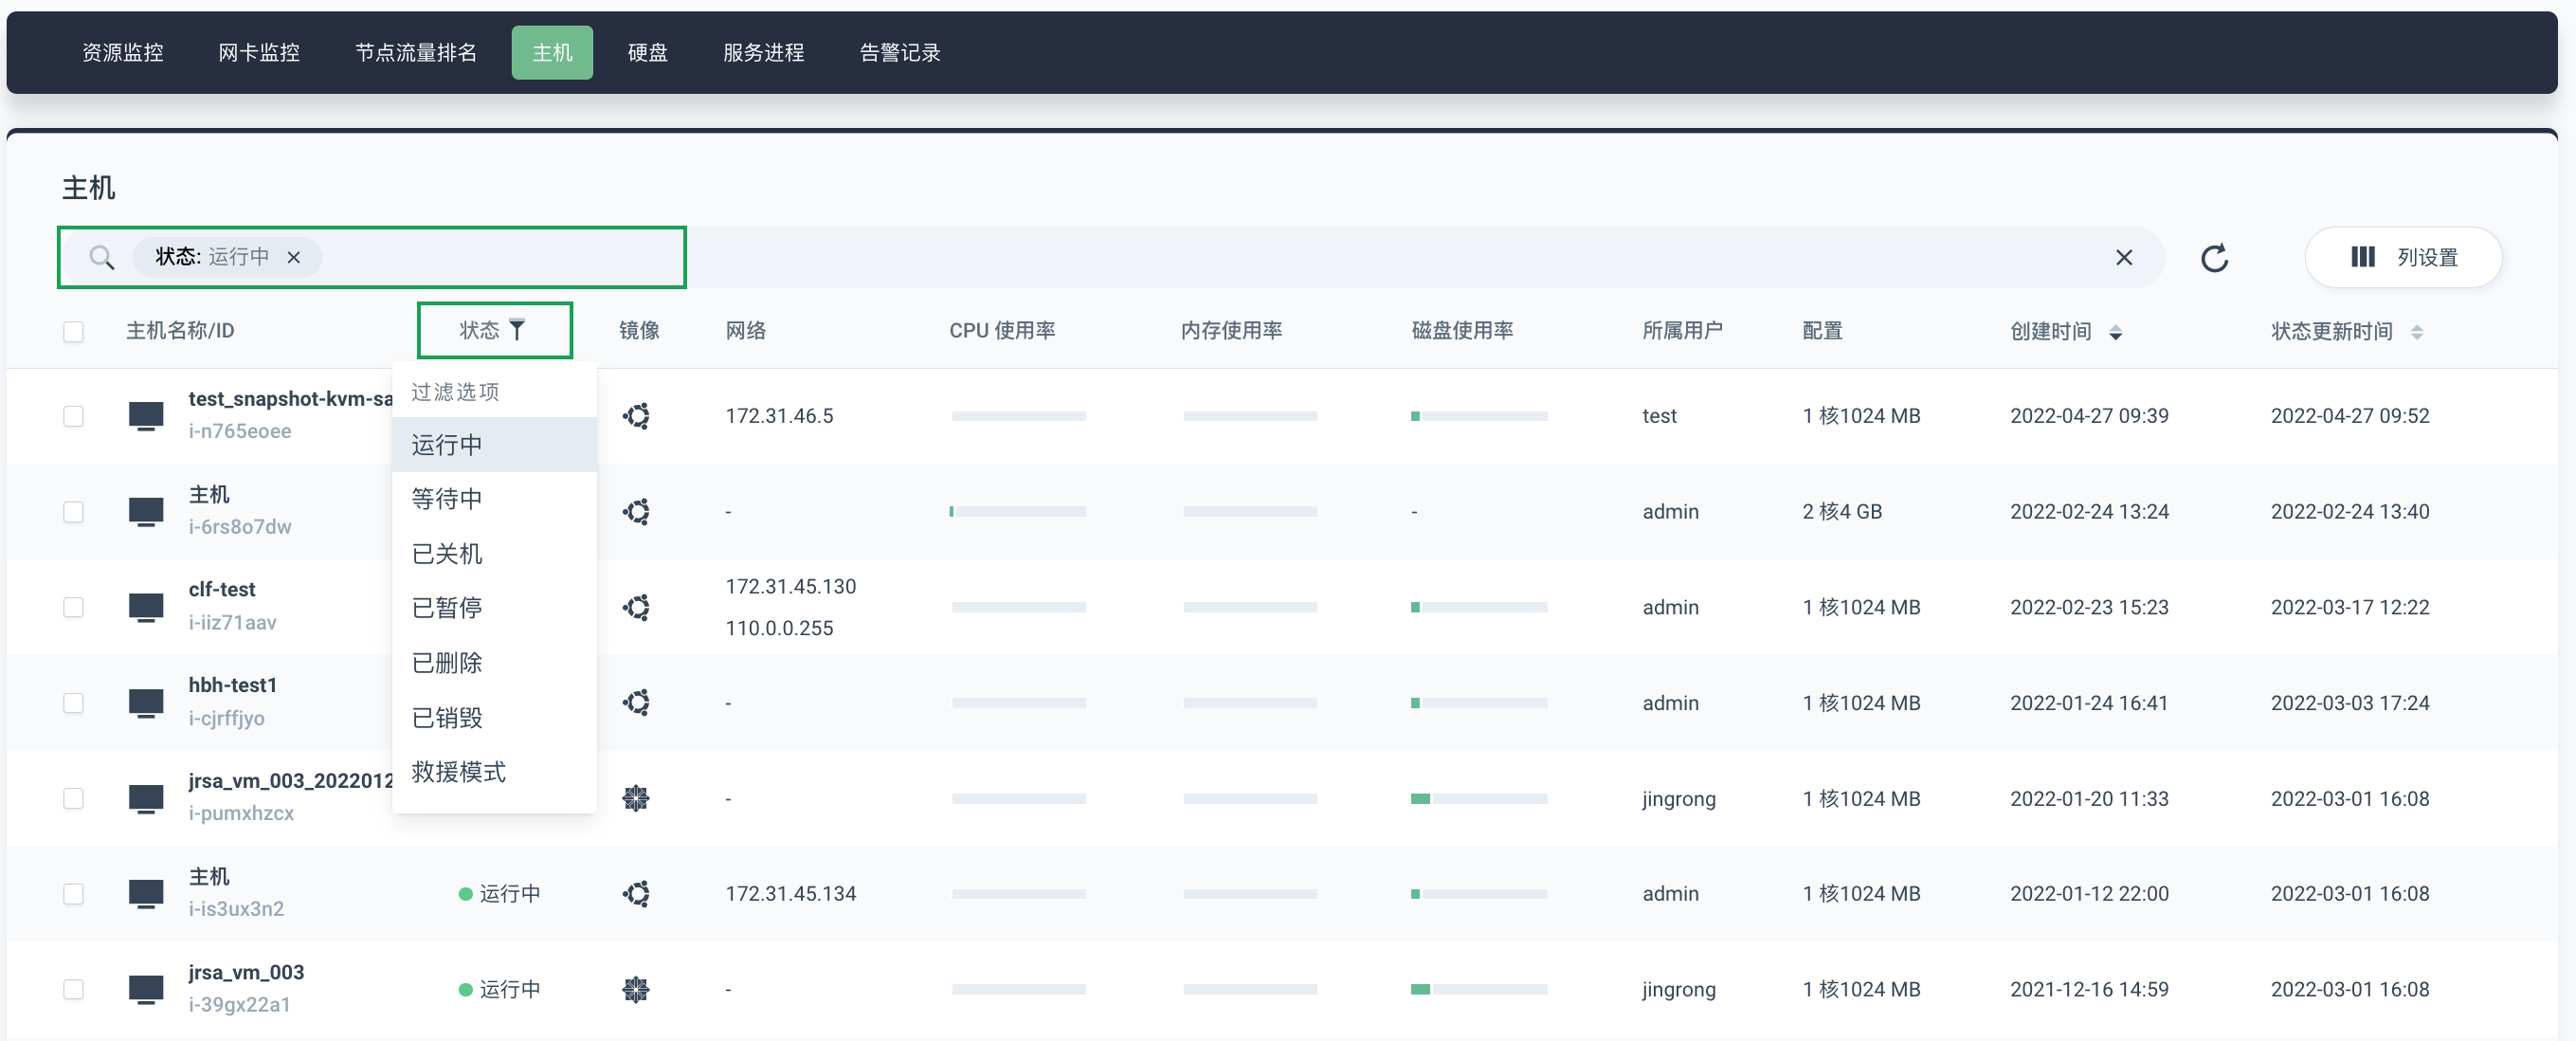 资源监控 网卡监控 节点流量排名 主机 硬盘 服务进程 告警记录
主机
状态: 运行中 列设置
主机名称/ID 状态 镜像 网络 CPU 使用率 内存使用率 磁盘使用率 所属用户 配置 创建时间 状态更新时间
过滤选项
运行中
等待中
已关机
已暂停
已删除
已销毁
救援模式
test_snapshot-kvm-sa
i-n765eoee
172.31.46.5 test 1 核1024 MB 2022-04-27 09:39 2022-04-27 09:52
主机
i-6rs8o7dw
- - admin 2 核4 GB 2022-02-24 13:24 2022-02-24 13:40
clf-test
i-iiz71aav
172.31.45.130
110.0.0.255
admin 1 核1024 MB 2022-02-23 15:23 2022-03-17 12:22
hbh-test1
i-cjrffjyo
- admin 1 核1024 MB 2022-01-24 16:41 2022-03-03 17:24
jrsa_vm_003_2022012
i-pumxhzcx
- jingrong 1 核1024 MB 2022-01-20 11:33 2022-03-01 16:08
主机
i-is3ux3n2
运行中 172.31.45.134 admin 1 核1024 MB 2022-01-12 22:00 2022-03-01 16:08
jrsa_vm_003
i-39gx22a1
运行中 - jingrong 1 核1024 MB 2021-12-16 14:59 2022-03-01 16:08